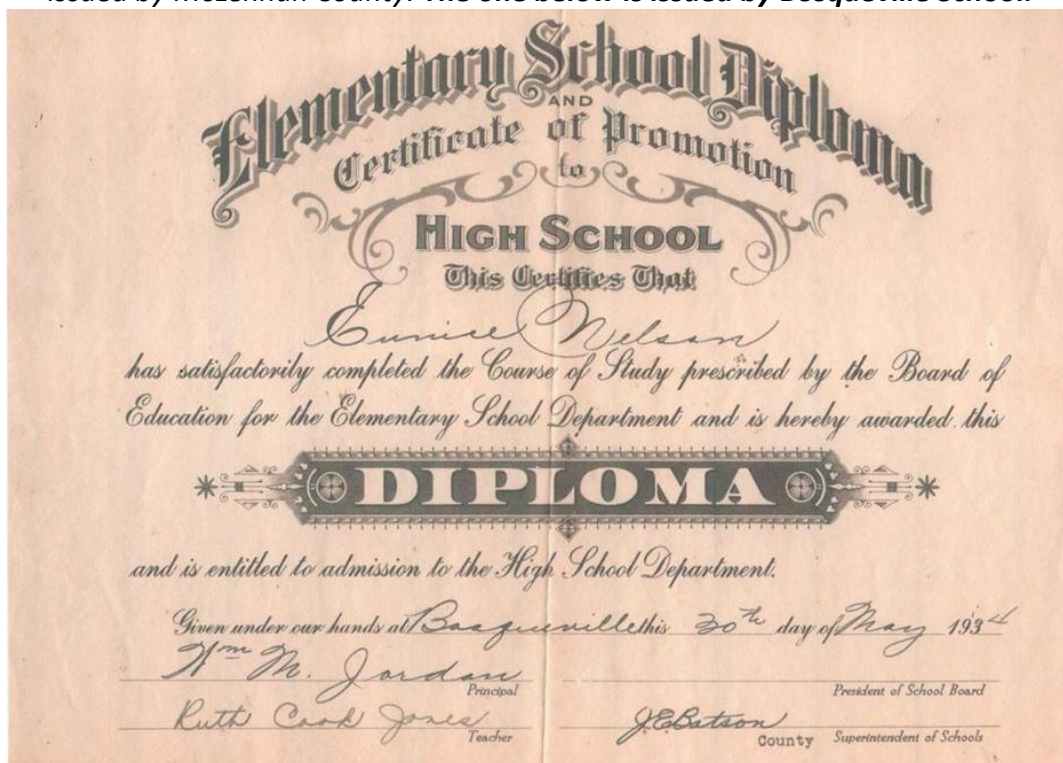 issued by McLennan County. The one below is issued by Bosqueville School.
Elementary School Diploma
AND
Certificate of Promotion
to
HIGH SCHOOL
This Certifies That
Eunice Nelson
has satisfactorily completed the Course of Study prescribed by the Board of
Education for the Elementary School Department and is hereby awarded this
DIPLOMA
and is entitled to admission to the High School Department.
Given under our hands at Bosqueville this 30th day of May 1934
Wm M. Jordan
Principal President of School Board
Ruth Cook Jones J.E. Batson
Teacher County Superintendent of Schools